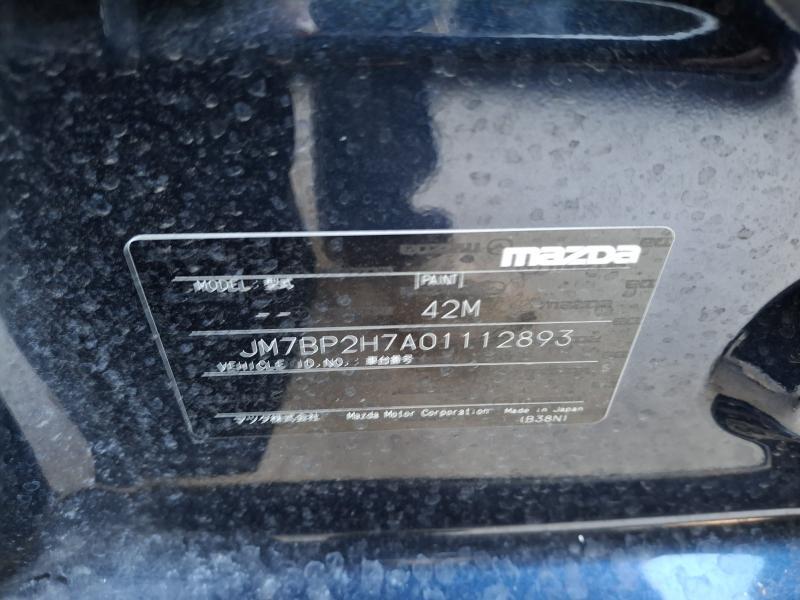 mazda
MODEL 型式
PAINT
--
42M
JM7BP2H7A01112893
VEHICLE ID.NO. 車台番号
マツダ株式会社 Mazda Motor Corporation Made in Japan
(B38N)